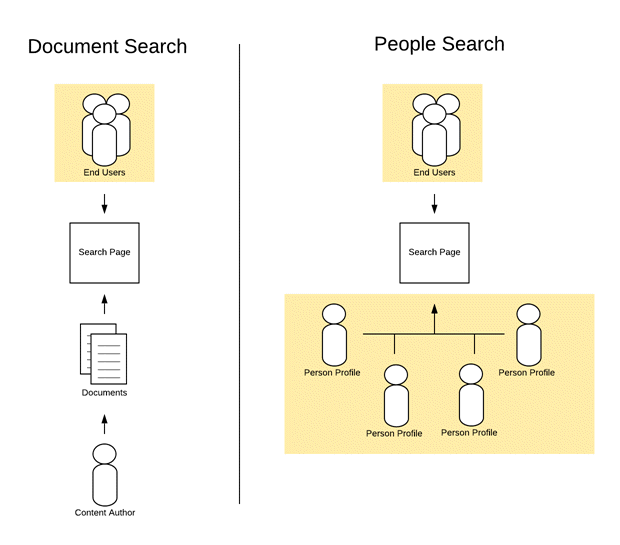 Document Search
End Users
Search Page
Documents
Content Author
People Search
End Users
Search Page
Person Profile
Person Profile
Person Profile
Person Profile